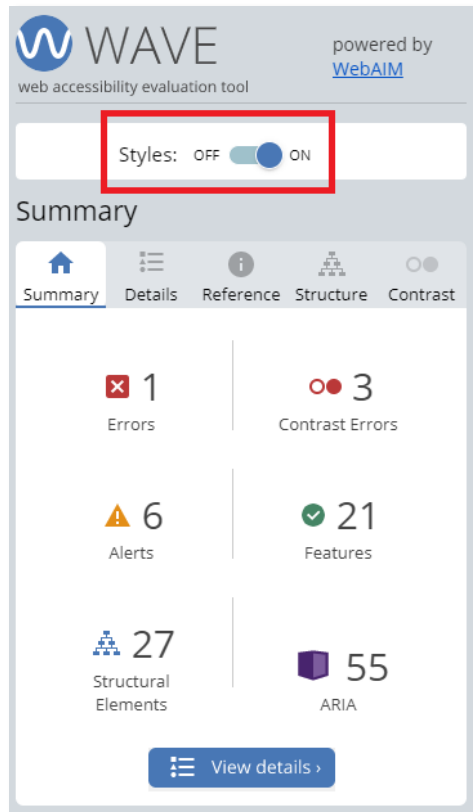 WAVE
powered by
WebAIM
web accessibility evaluation tool
Styles: OFF ON
Summary
Summary Details Reference Structure Contrast
1 3
Errors Contrast Errors
6 21
Alerts Features
27 55
Structural
Elements
ARIA
View details ›